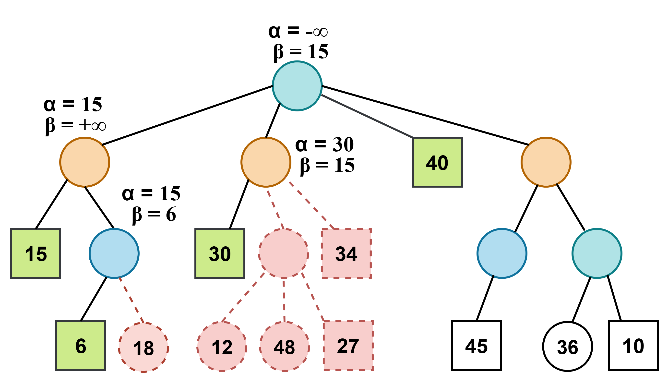 α = -∞
β = 15
α = 15
β = +∞
α = 30
β = 15
40
α = 15
β = 6
15
30
34
6
18
12
48
27
45
36
10